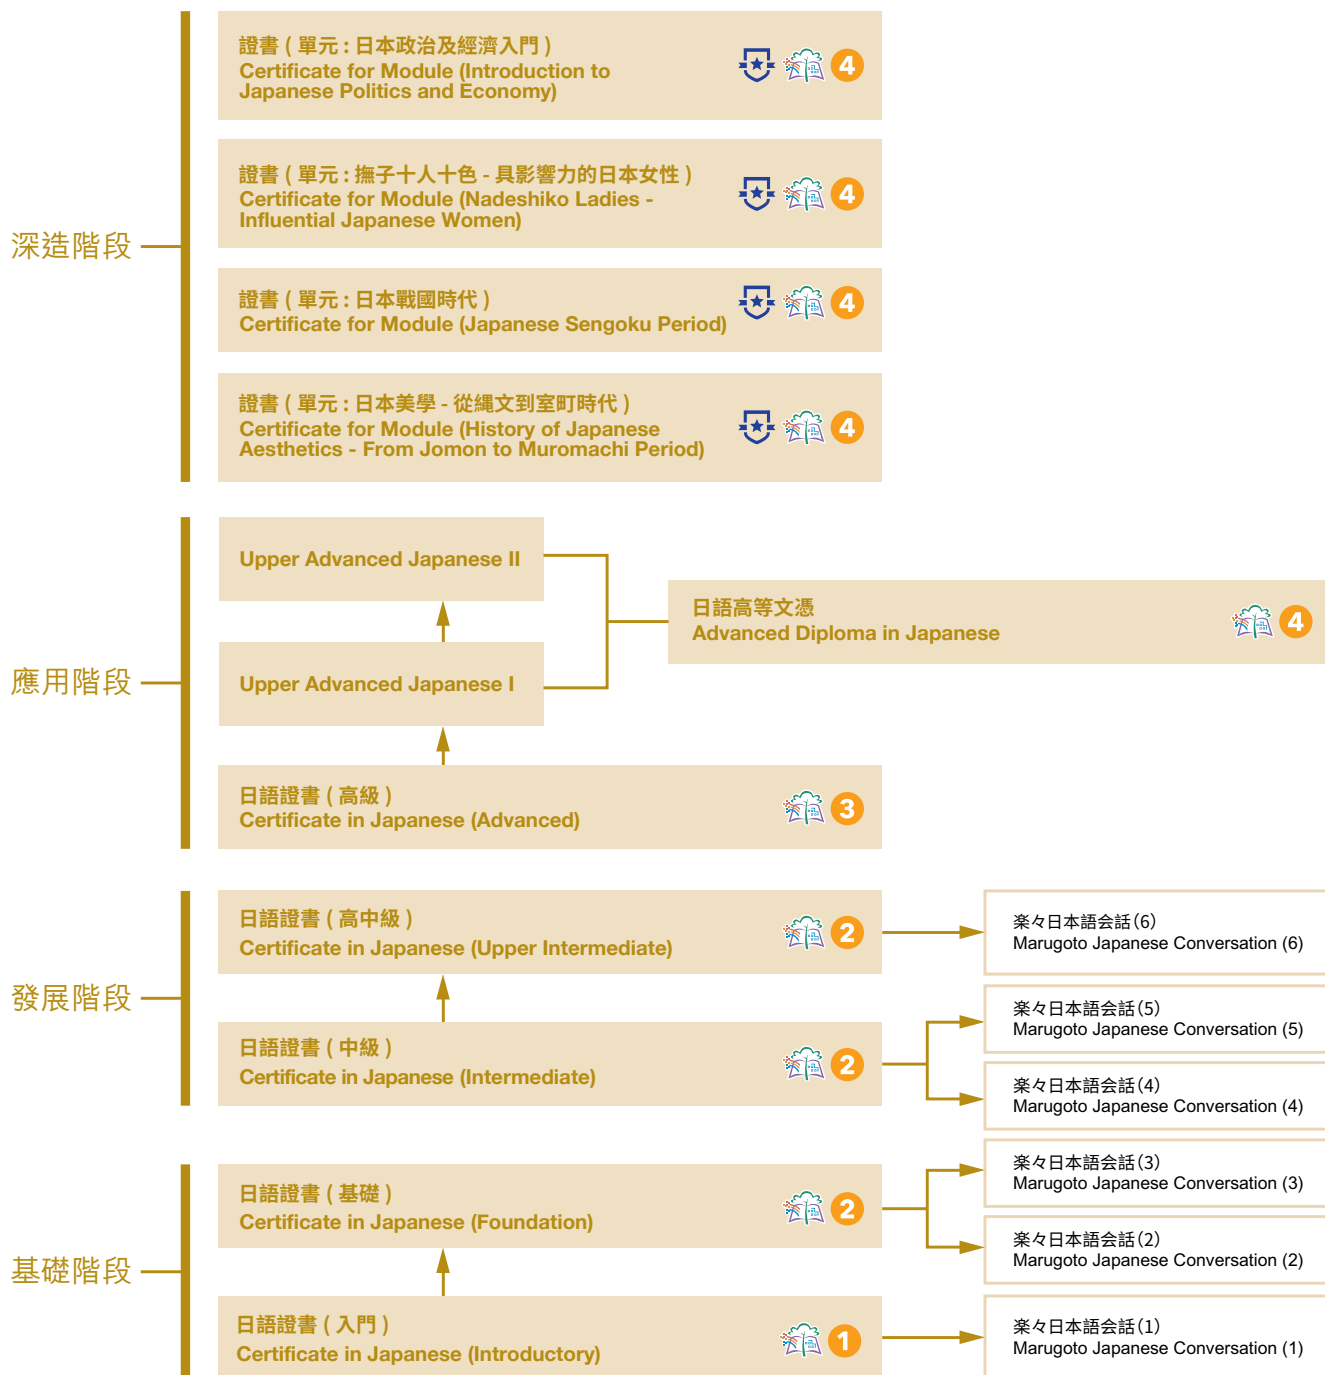 深造階段
證書 ( 單元 : 日本政治及經濟入門 )
Certificate for Module (Introduction to
Japanese Politics and Economy)
4
證書 ( 單元 : 撫子十人十色 - 具影響力的日本女性 )
Certificate for Module (Nadeshiko Ladies -
Influential Japanese Women)
4
證書 ( 單元 : 日本戰國時代 )
Certificate for Module (Japanese Sengoku Period)
4
證書 ( 單元 : 日本美學 - 從縄文到室町時代 )
Certificate for Module (History of Japanese
Aesthetics - From Jomon to Muromachi Period)
4
應用階段
Upper Advanced Japanese II
Upper Advanced Japanese I
日語高等文憑
Advanced Diploma in Japanese
4
日語證書 ( 高級 )
Certificate in Japanese (Advanced)
3
發展階段
日語證書 ( 高中級 )
Certificate in Japanese (Upper Intermediate)
2
楽々日本語会話（6）
Marugoto Japanese Conversation (6)
日語證書 ( 中級 )
Certificate in Japanese (Intermediate)
2
楽々日本語会話（5）
Marugoto Japanese Conversation (5)
楽々日本語会話（4）
Marugoto Japanese Conversation (4)
基礎階段
日語證書 ( 基礎 )
Certificate in Japanese (Foundation)
2
楽々日本語会話（3）
Marugoto Japanese Conversation (3)
楽々日本語会話（2）
Marugoto Japanese Conversation (2)
日語證書 ( 入門 )
Certificate in Japanese (Introductory)
1
楽々日本語会話（1）
Marugoto Japanese Conversation (1)